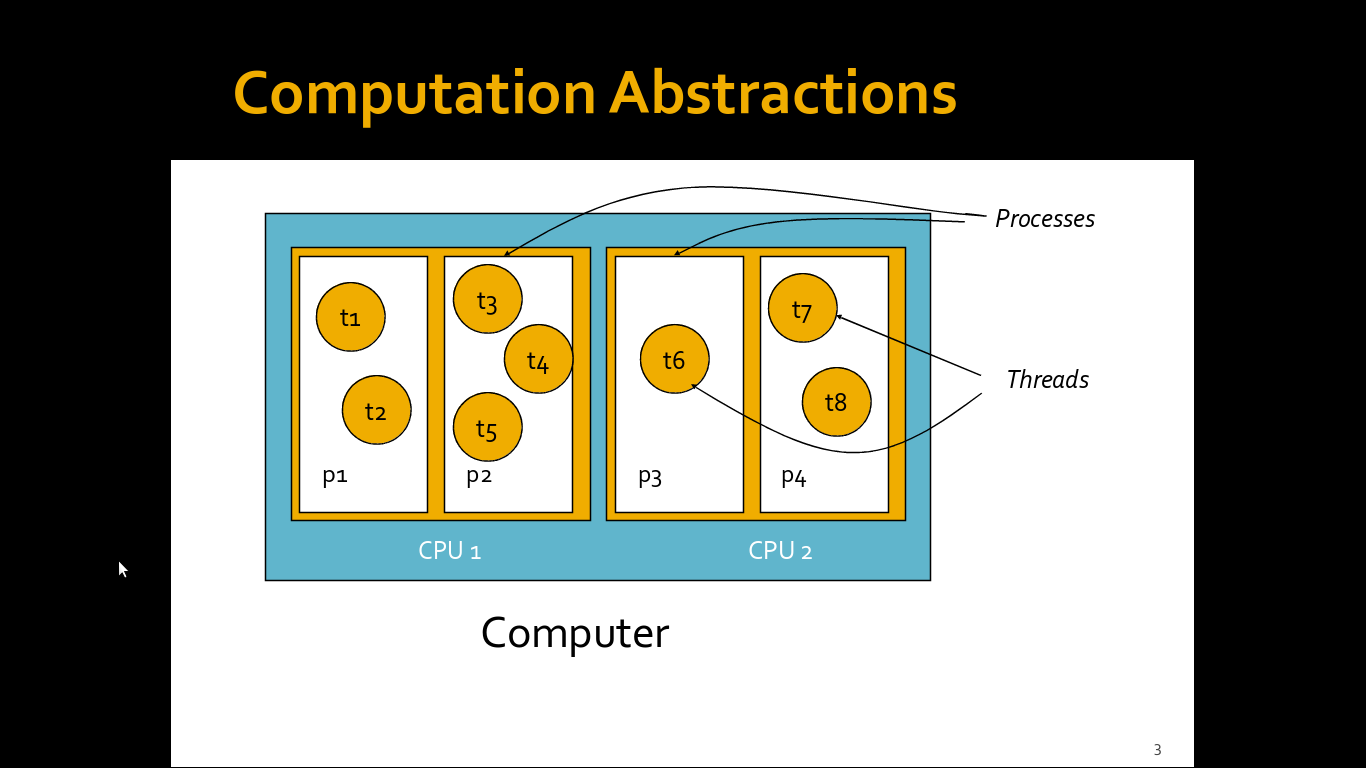 Computation Abstractions
Processes
t1
t2
p1
t3
t4
t5
p2
t6
p3
t7
t8
p4
Threads
CPU 1
CPU 2
Computer
3